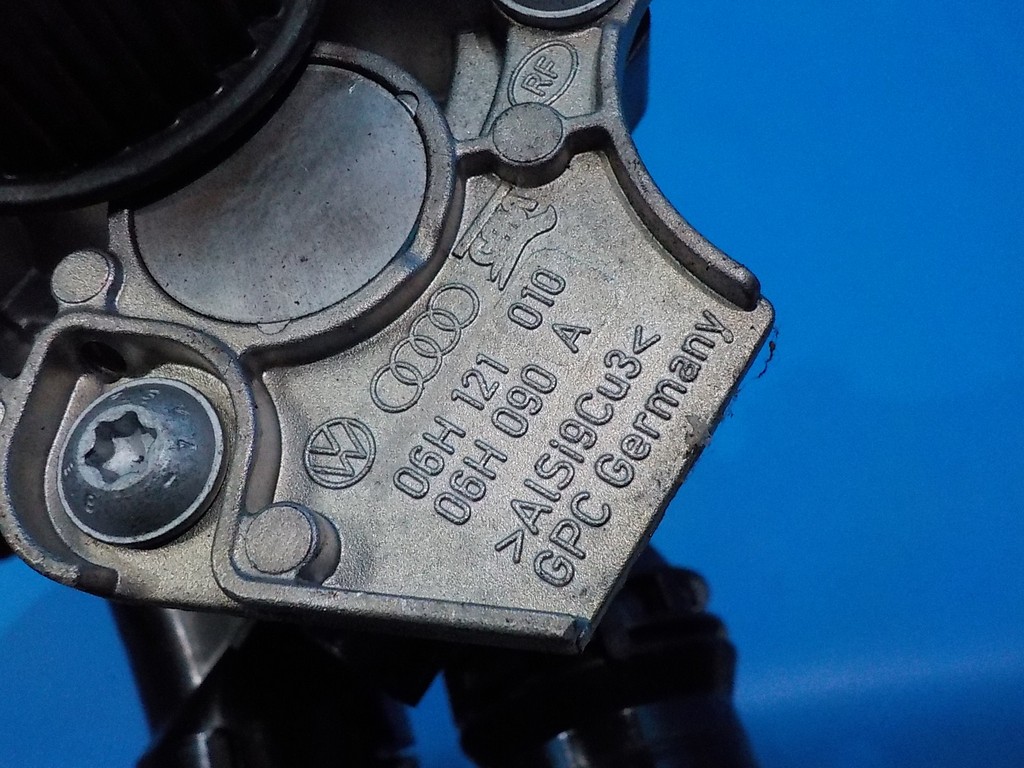 RF
06H 121 010
06H 090 A
>AlSi9Cu3<
GPC Germany